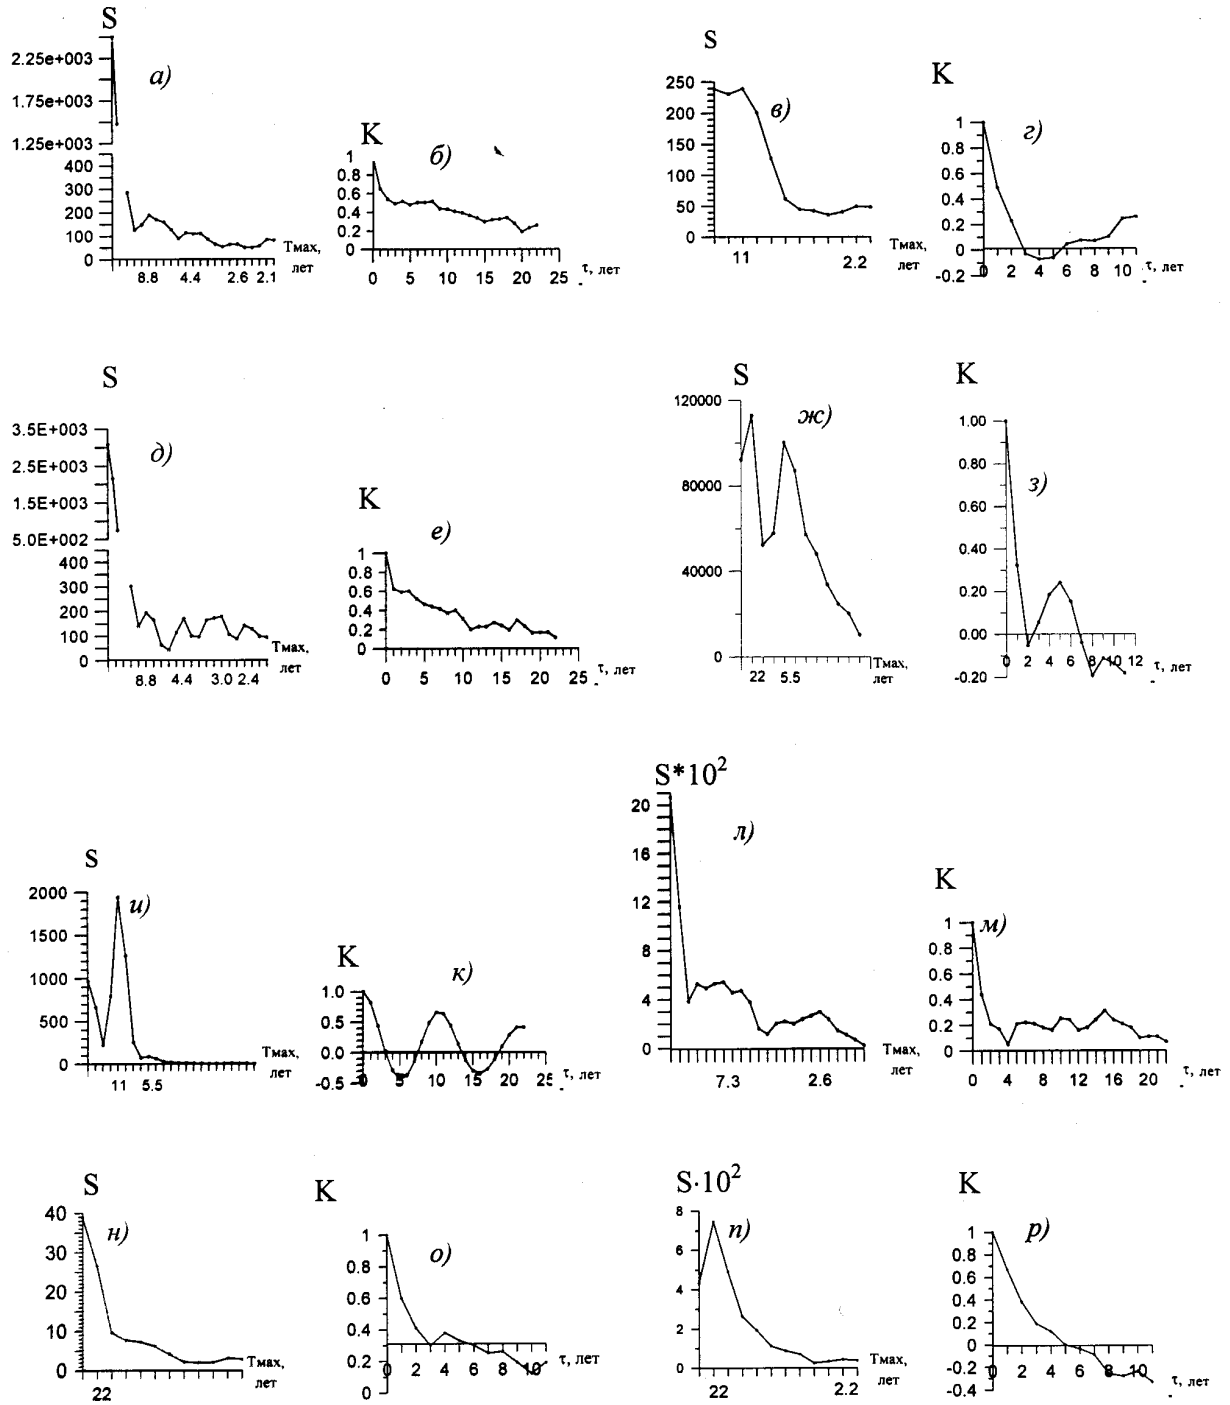 S
2.25e+003
1.75e+003
1.25e+003
400
300
200
100
0
8.8 4.4 2.6 2.1
Tмах,
лет
а)
K
1
0.8
0.6
0.4
0.2
0
0 5 10 15 20 25
τ, лет
б)
S
250
200
150
100
50
0
11 2.2
Tмах,
лет
в)
K
1
0.8
0.6
0.4
0.2
0
-0.2
0 2 4 6 8 10
τ, лет
г)
S
3.5E+003
2.5E+003
1.5E+003
5.0E+002
400
300
200
100
0
8.8 4.4 3.0 2.4
Tмах,
лет
д)
K
1
0.8
0.6
0.4
0.2
0
0 5 10 15 20 25
τ, лет
е)
S
120000
80000
40000
0
22 5.5
Tмах,
лет
ж)
K
1.00
0.80
0.60
0.40
0.20
0.00
-0.20
0 2 4 6 8 10 12
τ, лет
з)
S
2000
1500
1000
500
0
11 5.5
Tмах,
лет
и)
K
1.0
0.5
0.0
-0.5
0 5 10 15 20 25
τ, лет
к)
S*10²
20
16
12
8
4
0
7.3 2.6
Tмах,
лет
л)
K
1
0.8
0.6
0.4
0.2
0
0 4 8 12 16 20
τ, лет
м)
S
40
30
20
10
0
22
Tмах,
лет
н)
K
1
0.8
0.6
0.4
0.2
0
0 2 4 6 8 10
τ, лет
о)
S·10²
8
6
4
2
0
22 2.2
Tмах,
лет
п)
K
1
0.8
0.6
0.4
0.2
0
-0.2
-0.4
0 2 4 6 8 10
τ, лет
р)